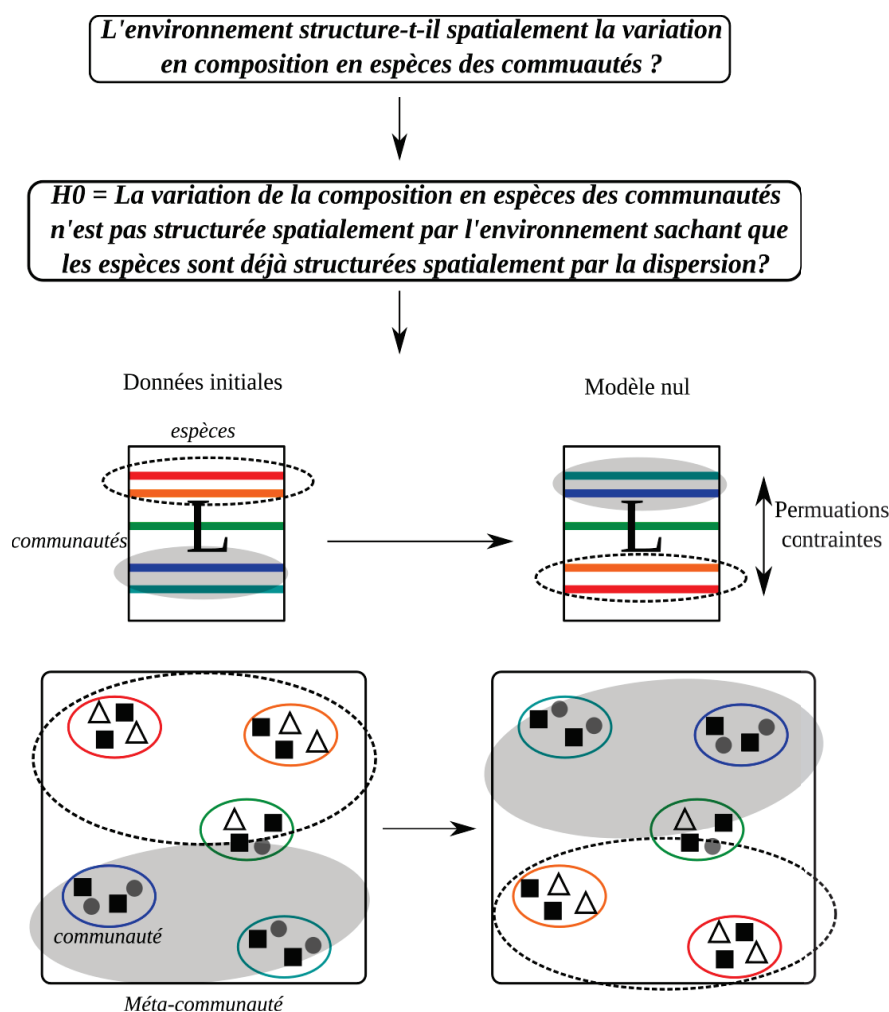 L'environnement structure-t-il spatialement la variation
en composition en espèces des commuautés ?
H0 = La variation de la composition en espèces des communautés
n'est pas structurée spatialement par l'environnement sachant que
les espèces sont déjà structurées spatialement par la dispersion?
Données initiales
Modèle nul
espèces
communautés
L
L
Permuations
contraintes
communauté
Méta-communauté